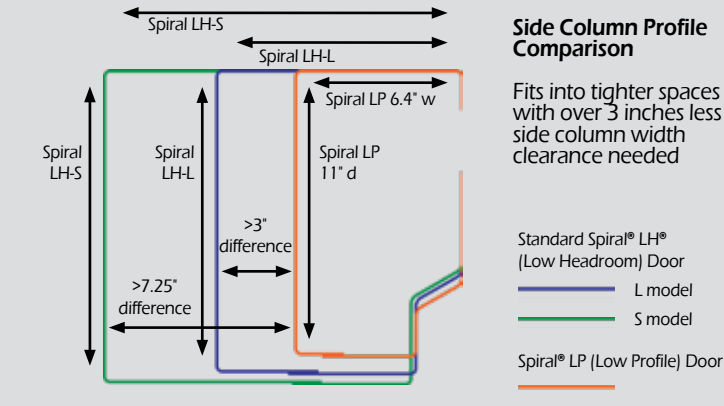 Spiral LH-S
Spiral LH-L
Spiral LP 6.4" w
Spiral
LH-S
Spiral
LH-L
Spiral LP
11" d
>3"
difference
>7.25"
difference
Side Column Profile
Comparison
Fits into tighter spaces
with over 3 inches less
side column width
clearance needed
Standard Spiral® LH®
(Low Headroom) Door
L model
S model
Spiral® LP (Low Profile) Door